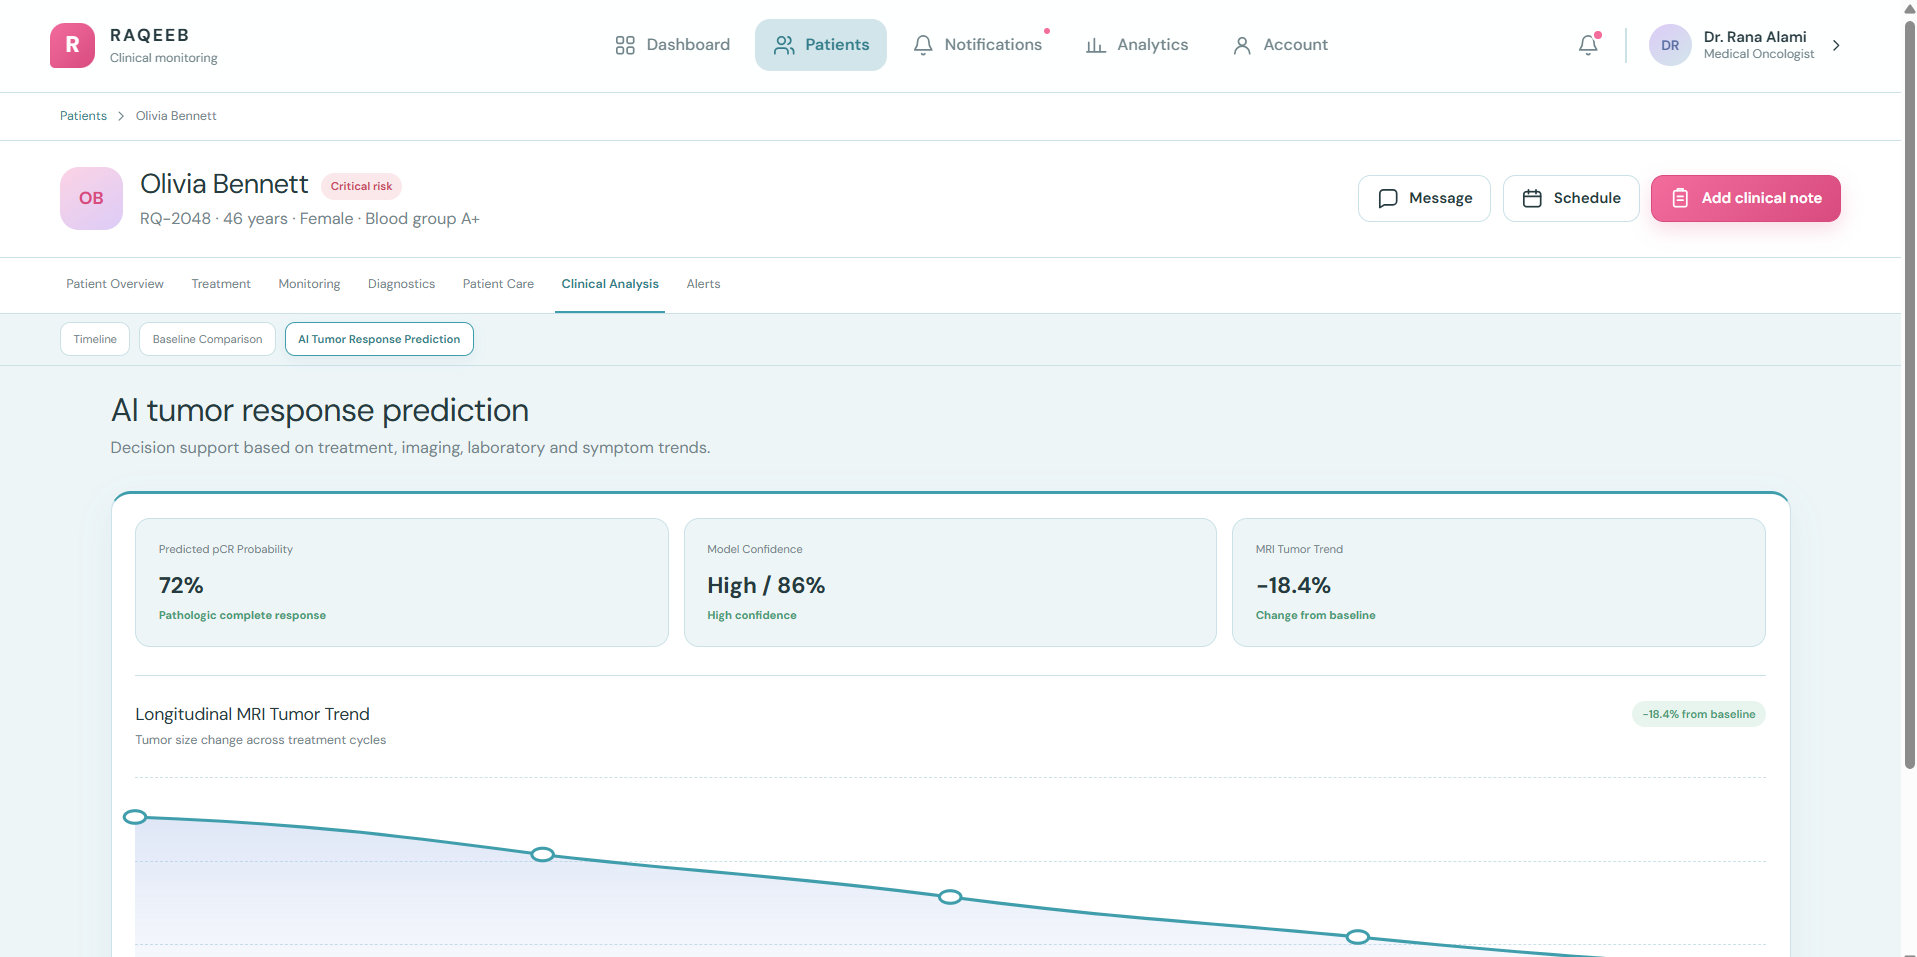 R
RAQEEB
Clinical monitoring
Dashboard
Patients
Notifications
Analytics
Account
DR
Dr. Rana Alami
Medical Oncologist
Patients > Olivia Bennett
OB
Olivia Bennett
Critical risk
RQ-2048 · 46 years · Female · Blood group A+
Message
Schedule
Add clinical note
Patient Overview
Treatment
Monitoring
Diagnostics
Patient Care
Clinical Analysis
Alerts
Timeline
Baseline Comparison
AI Tumor Response Prediction
AI tumor response prediction
Decision support based on treatment, imaging, laboratory and symptom trends.
Predicted pCR Probability
72%
Pathologic complete response
Model Confidence
High / 86%
High confidence
MRI Tumor Trend
-18.4%
Change from baseline
Longitudinal MRI Tumor Trend
-18.4% from baseline
Tumor size change across treatment cycles